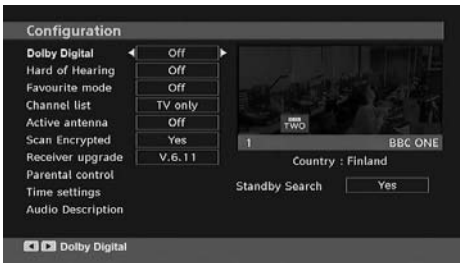 Configuration
Dolby Digital Off
Hard of Hearing Off
Favourite mode Off
Channel list TV only
Active antenna Off
Scan Encrypted Yes
Receiver upgrade V.6.11
Parental control
Time settings
Audio Description
BBC
TWO
1 BBC ONE
Country : Finland
Standby Search Yes
Dolby Digital